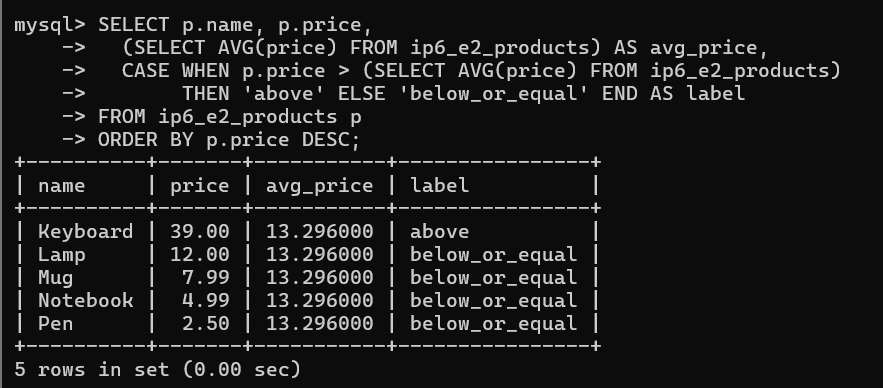 mysql> SELECT p.name, p.price,
    ->   (SELECT AVG(price) FROM ip6_e2_products) AS avg_price,
    ->   CASE WHEN p.price > (SELECT AVG(price) FROM ip6_e2_products)
    ->        THEN 'above' ELSE 'below_or_equal' END AS label
    -> FROM ip6_e2_products p
    -> ORDER BY p.price DESC;
+----------+-------+-----------+----------------+
| name     | price | avg_price | label          |
+----------+-------+-----------+----------------+
| Keyboard | 39.00 | 13.296000 | above          |
| Lamp     | 12.00 | 13.296000 | below_or_equal |
| Mug      |  7.99 | 13.296000 | below_or_equal |
| Notebook |  4.99 | 13.296000 | below_or_equal |
| Pen      |  2.50 | 13.296000 | below_or_equal |
+----------+-------+-----------+----------------+
5 rows in set (0.00 sec)